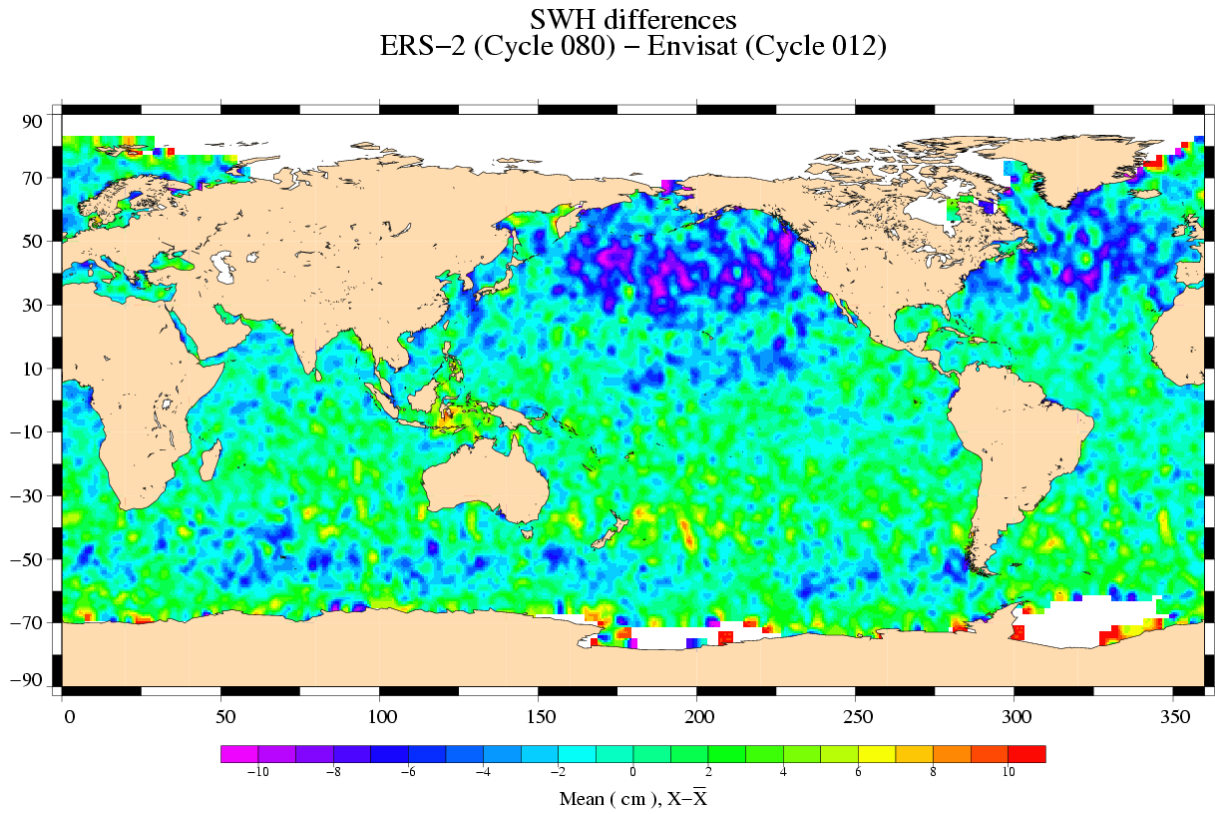 SWH differences
ERS−2 (Cycle 080) − Envisat (Cycle 012)
90
70
50
30
10
−10
−30
−50
−70
−90
0 50 100 150 200 250 300 350
−10 −8 −6 −4 −2 0 2 4 6 8 10
Mean ( cm ), X−X̅